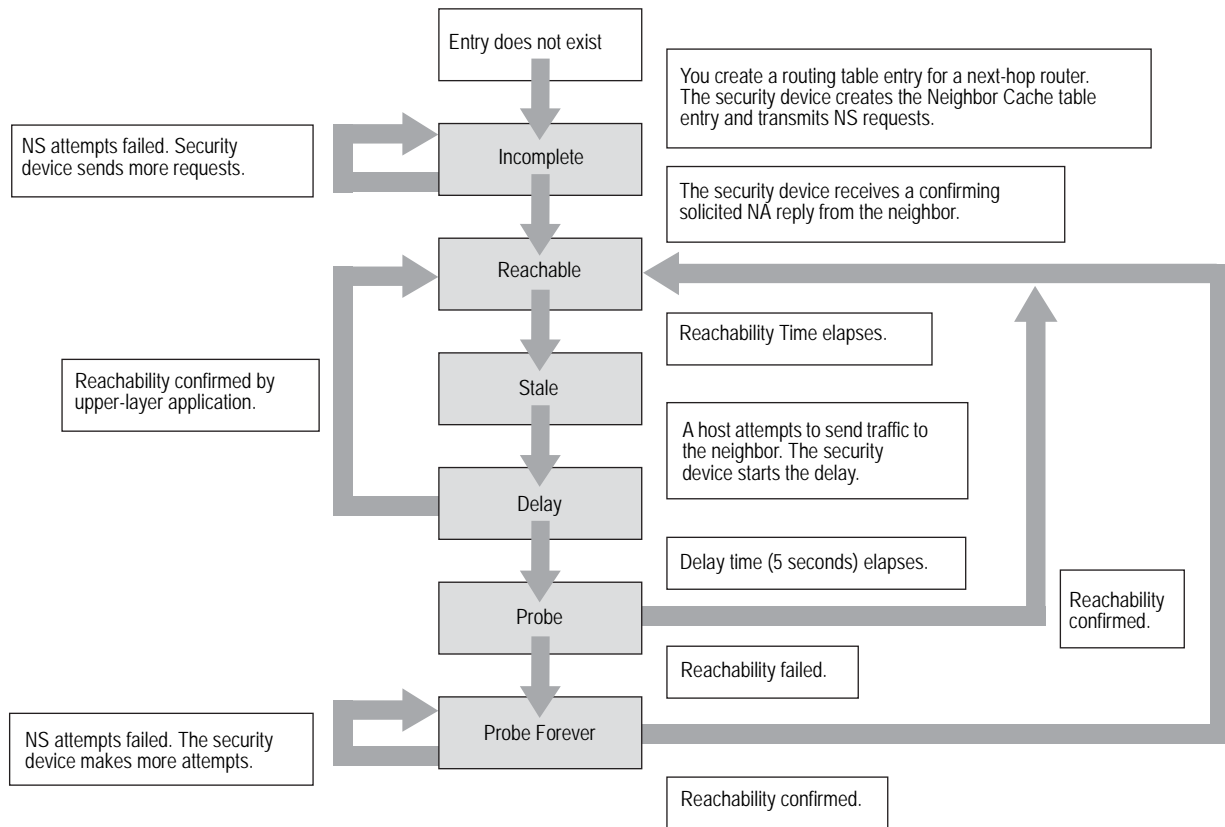 Entry does not exist
You create a routing table entry for a next-hop router.
The security device creates the Neighbor Cache table
entry and transmits NS requests.
NS attempts failed. Security
device sends more requests.
Incomplete
The security device receives a confirming
solicited NA reply from the neighbor.
Reachable
Reachability Time elapses.
Reachability confirmed by
upper-layer application.
Stale
A host attempts to send traffic to
the neighbor. The security
device starts the delay.
Delay
Delay time (5 seconds) elapses.
Probe
Reachability
confirmed.
Reachability failed.
NS attempts failed. The security
device makes more attempts.
Probe Forever
Reachability confirmed.